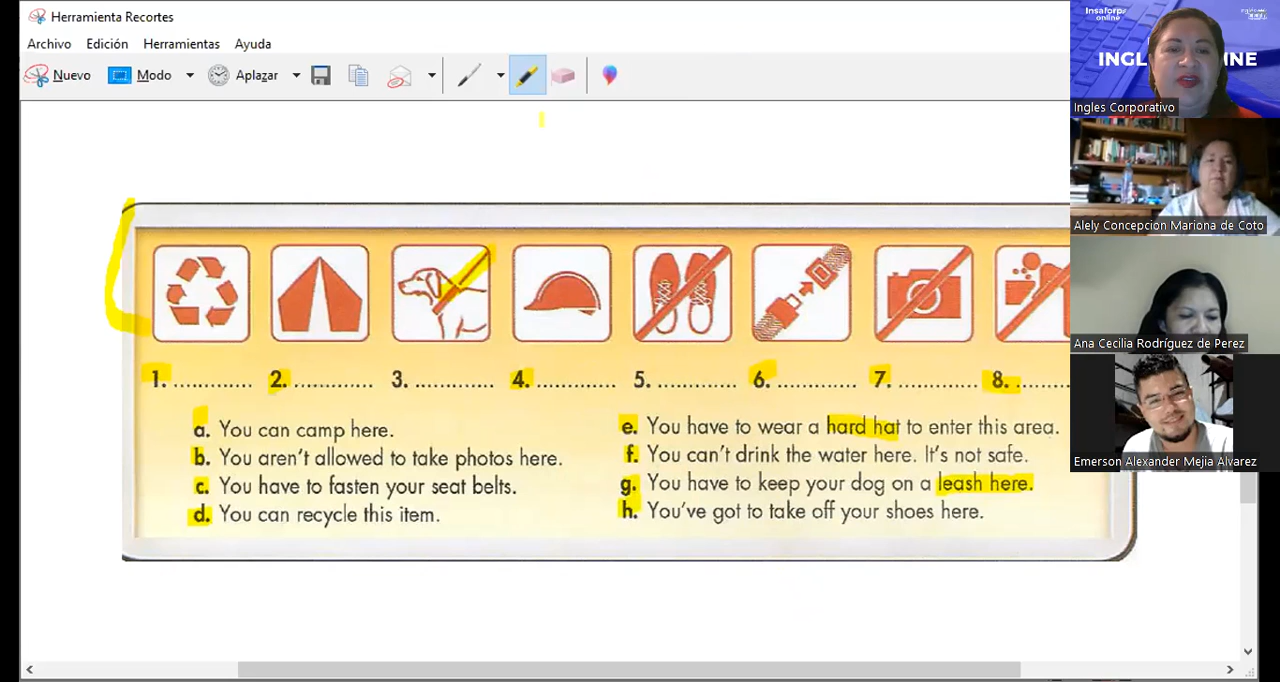 Herramienta Recortes
Archivo Edición Herramientas Ayuda
Nuevo Modo Aplazar
Insaforp
online
INGL INE
Ingles Corporativo
Alely Concepcion Mariona de Coto
Ana Cecilia Rodríguez de Perez
Emerson Alexander Mejia Alvarez
1. ............. 2. ............. 3. ............. 4. ............. 5. ............. 6. ............. 7. ............. 8. .........
a. You can camp here.
b. You aren't allowed to take photos here.
c. You have to fasten your seat belts.
d. You can recycle this item.
e. You have to wear a hard hat to enter this area.
f. You can't drink the water here. It's not safe.
g. You have to keep your dog on a leash here.
h. You've got to take off your shoes here.